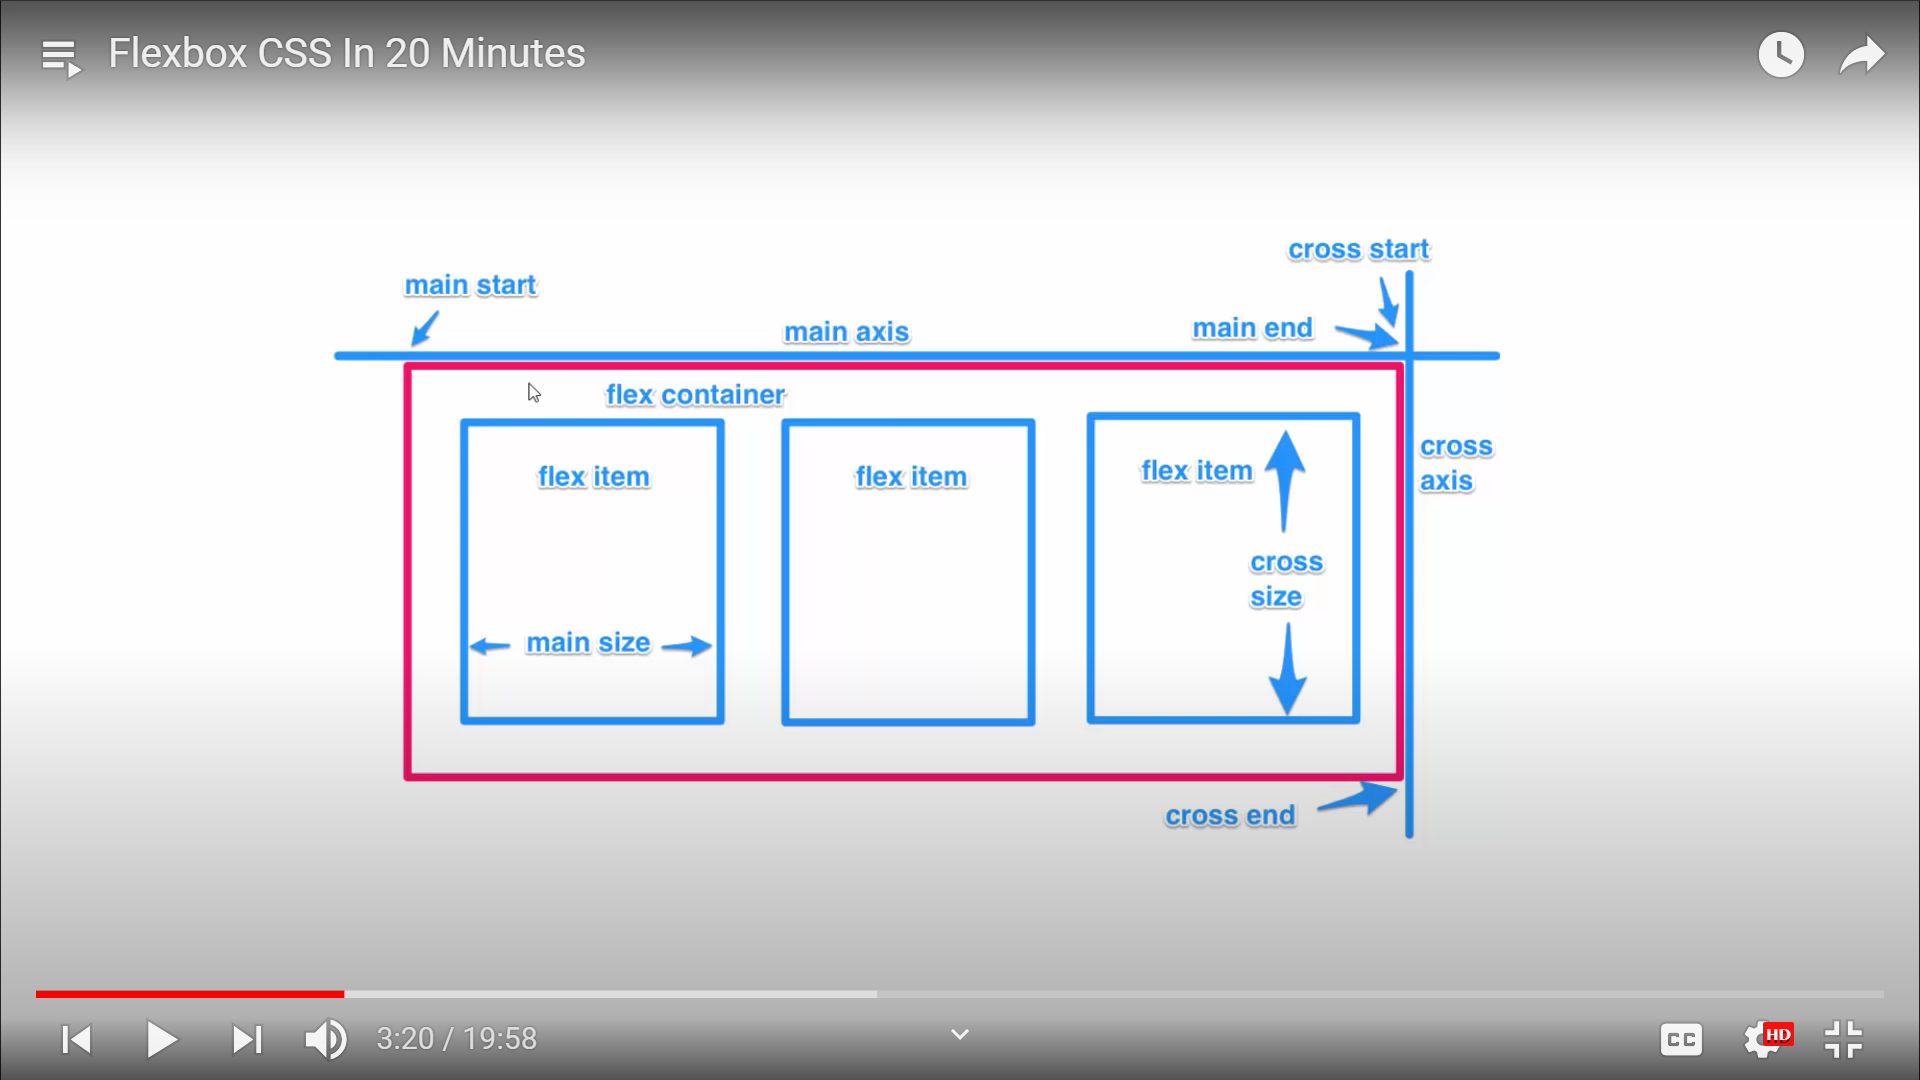 Flexbox CSS In 20 Minutes
cross start
main start
main axis
main end
flex container
flex item
flex item
flex item
cross
axis
cross
size
main size
cross end
3:20 / 19:58
CC
HD